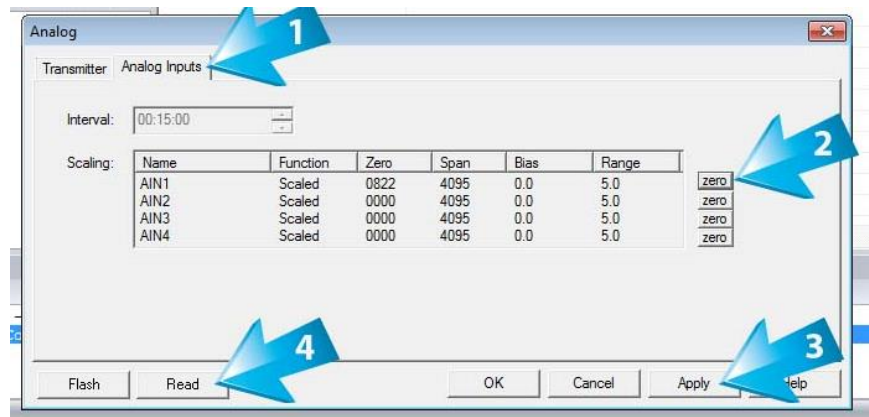 Analog
1
Transmitter Analog Inputs
Interval: 00:15:00
2
Scaling: Name Function Zero Span Bias Range
AIN1 Scaled 0822 4095 0.0 5.0 zero
AIN2 Scaled 0000 4095 0.0 5.0 zero
AIN3 Scaled 0000 4095 0.0 5.0 zero
AIN4 Scaled 0000 4095 0.0 5.0 zero
4
3
Flash Read OK Cancel Apply